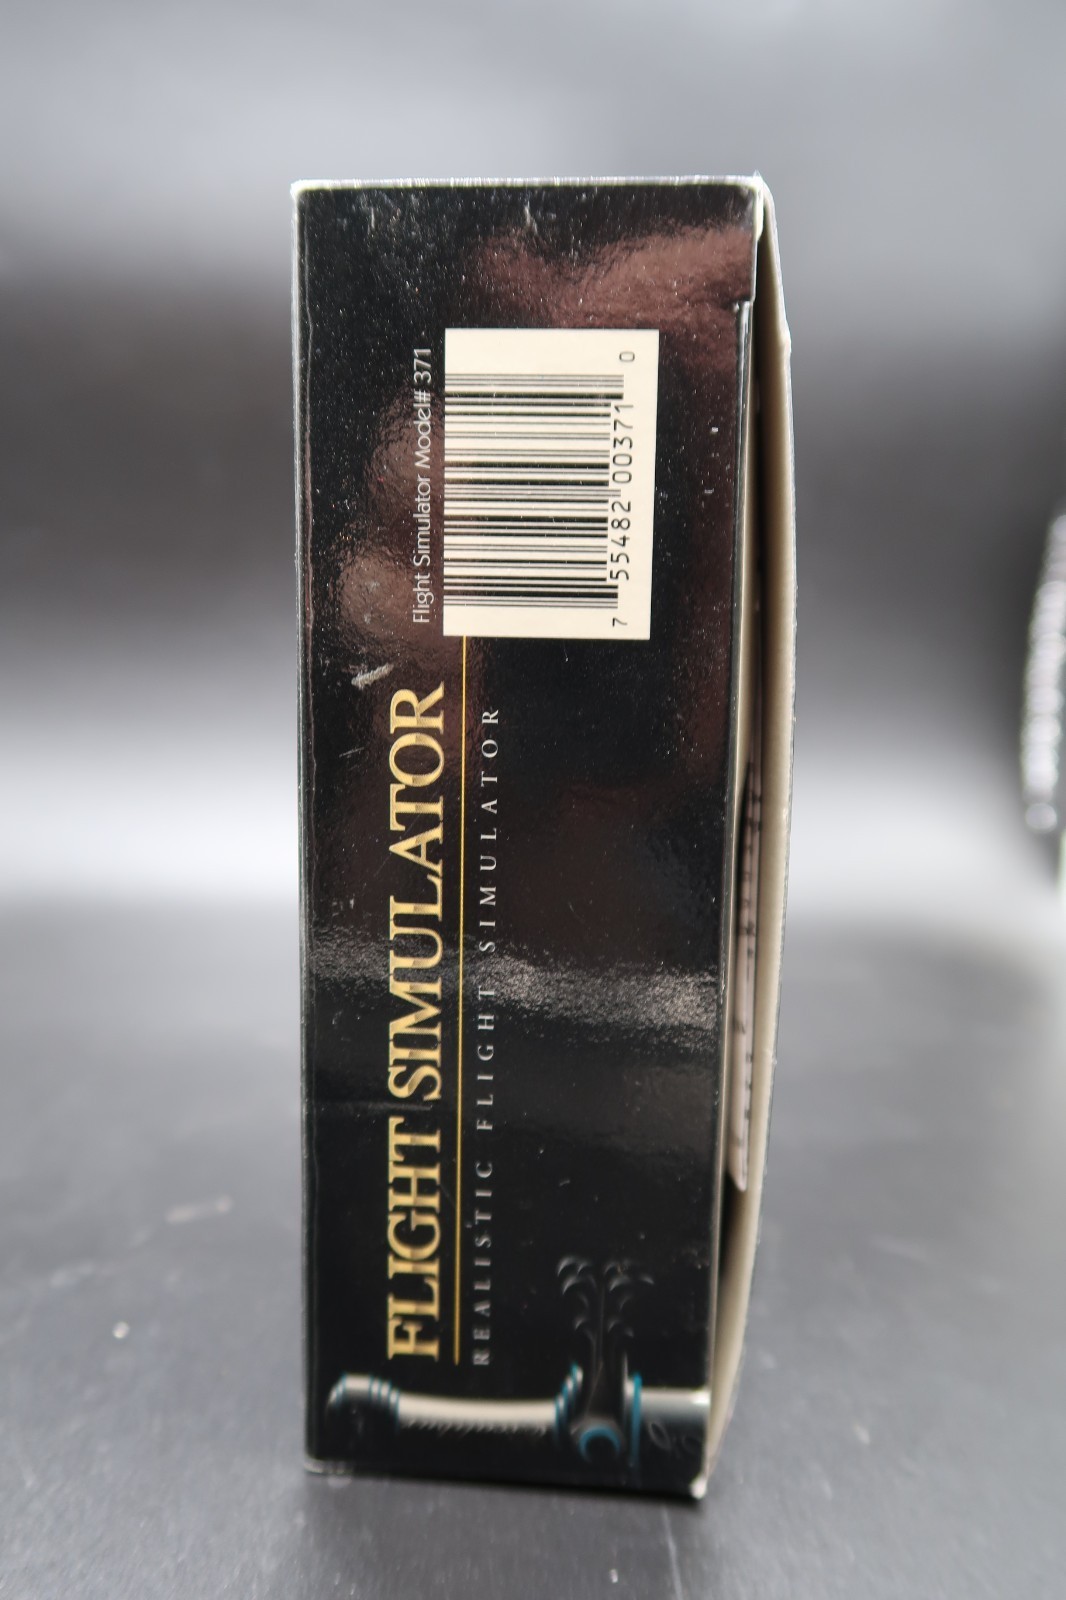 FLIGHT SIMULATOR
REALISTIC FLIGHT SIMULATOR
Flight Simulator Model# 371
7 55482 00371 0